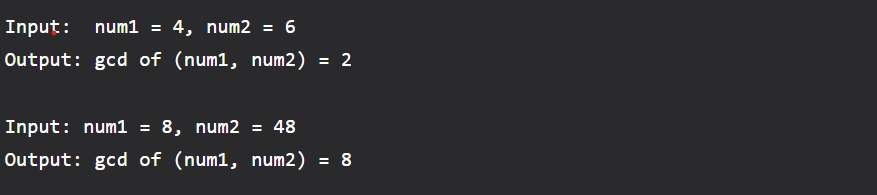 Input:  num1 = 4, num2 = 6
Output: gcd of (num1, num2) = 2
Input: num1 = 8, num2 = 48
Output: gcd of (num1, num2) = 8